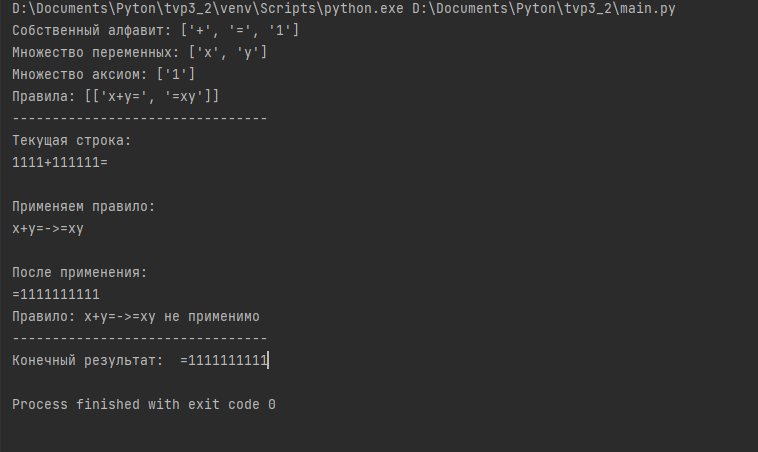 D:\Documents\Pyton\tvp3_2\venv\Scripts\python.exe D:\Documents\Pyton\tvp3_2\main.py
Собственный алфавит: ['+', '=', '1']
Множество переменных: ['x', 'y']
Множество аксиом: ['1']
Правила: [['x+y=', '=xy']]
--------------------------------
Текущая строка:
1111+111111=
Применяем правило:
x+y=->=xy
После применения:
=1111111111
Правило: x+y=->=xy не применимо
--------------------------------
Конечный результат:  =1111111111
Process finished with exit code 0